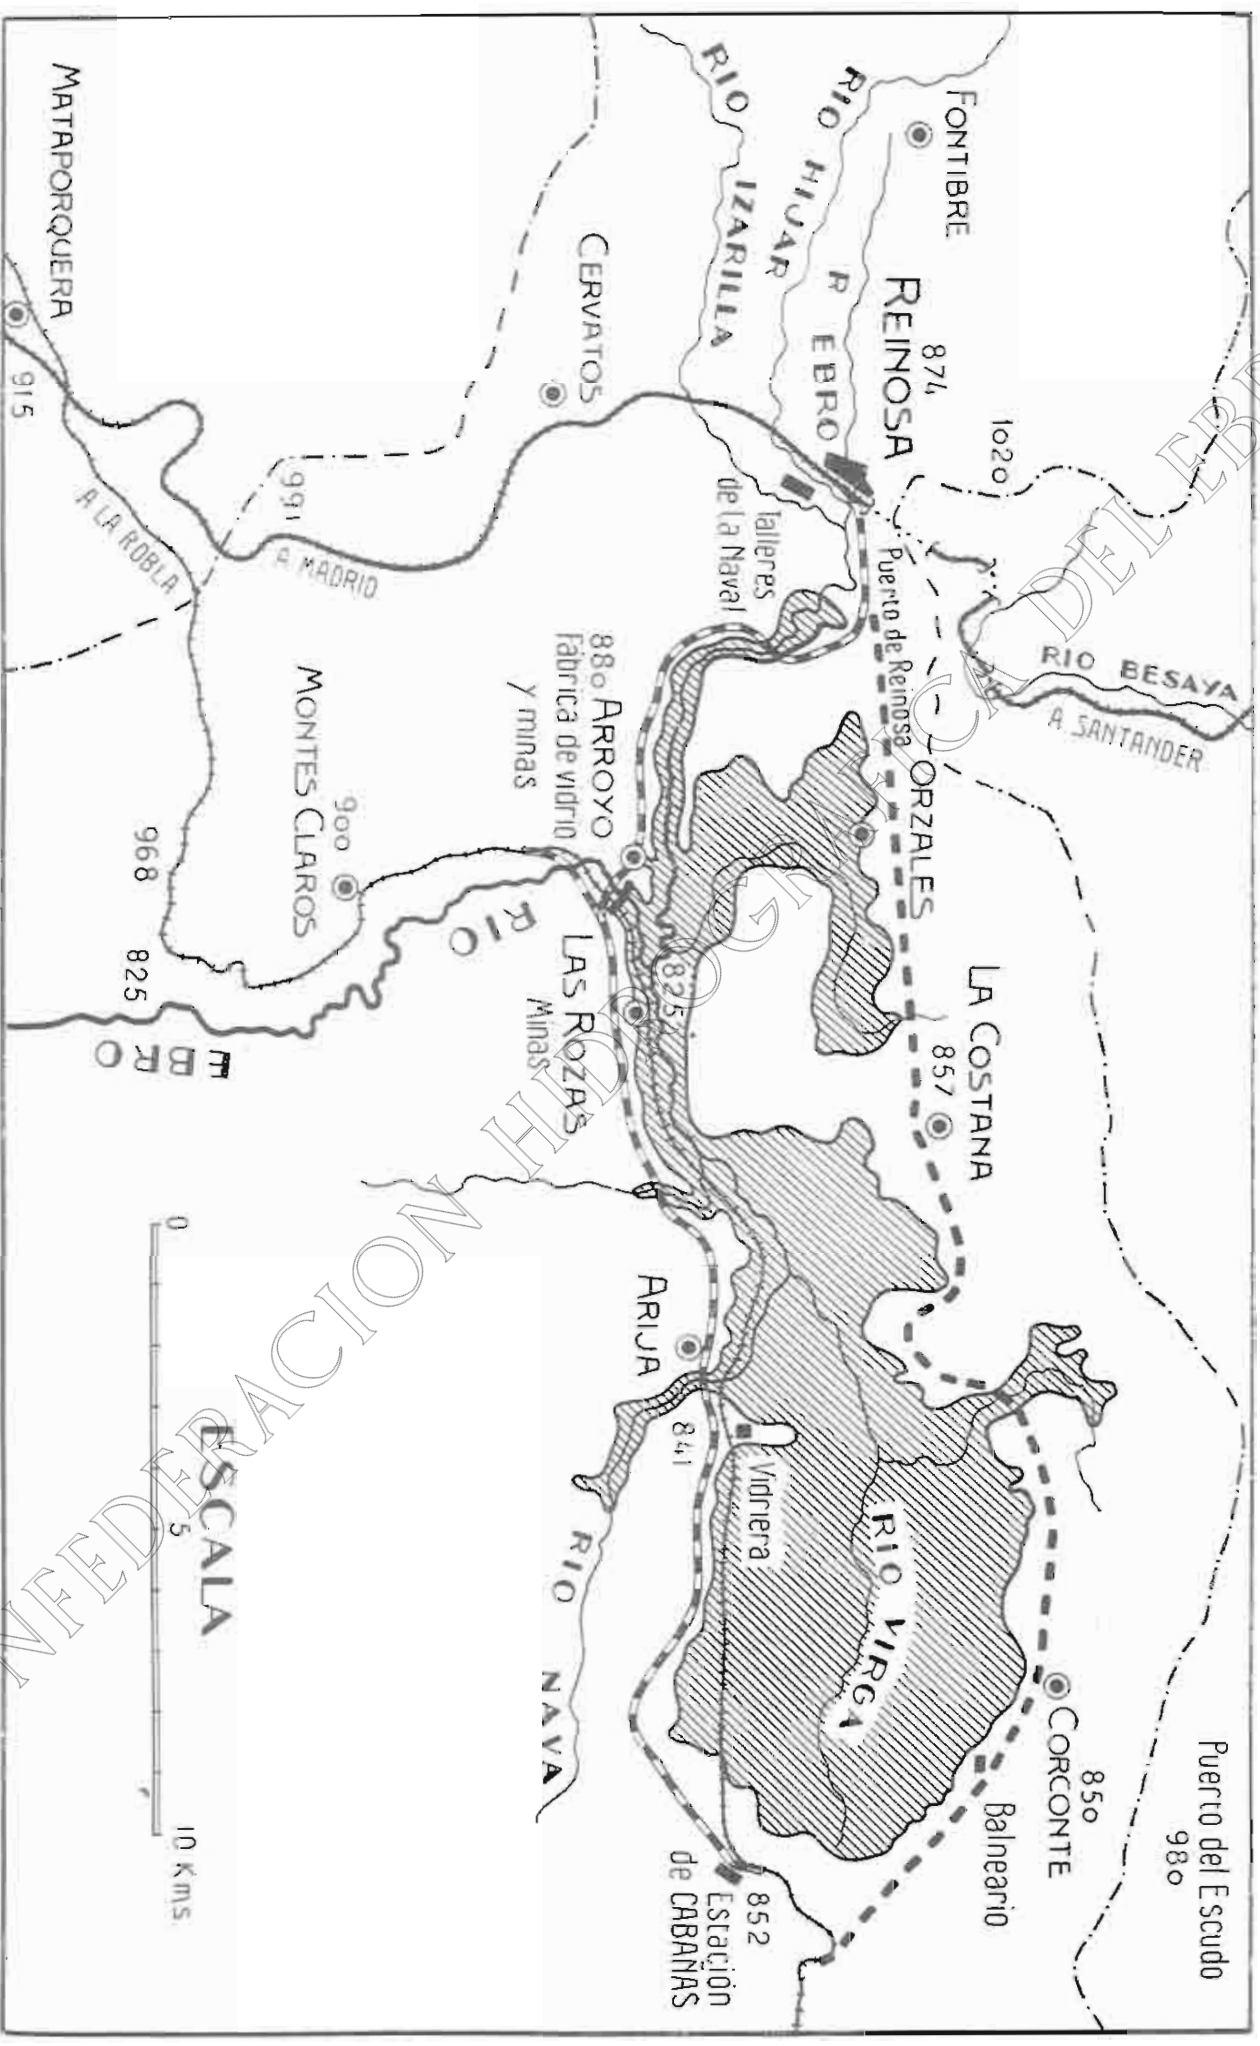 Puerto del Escudo
980
RIO BESAYA
A SANTANDER
1020
FONTIBRE
874
REINOSA
Puerto de Reinosa
ORZALES
LA COSTANA
857
850
CORCONTE
Balneario
RIO HIJAR
R EBRO
RIO IZARILLA
Talleres
de La Naval
RIO VIRGA
Vidriera
852
Estación
de CABAÑAS
825
841
ARIJA
CERVATOS
880 ARROYO
Fábrica de vidrio
y minas
LAS ROZAS
Minas
RIO NAVA
RIO
EBRO
900
MONTES CLAROS
991
A MADRID
A LA ROBLA
968
825
MATAPORQUERA
915
ESCALA
0
5
10 Kms.
NFEDERACION HIDROGRAFICA DEL EB